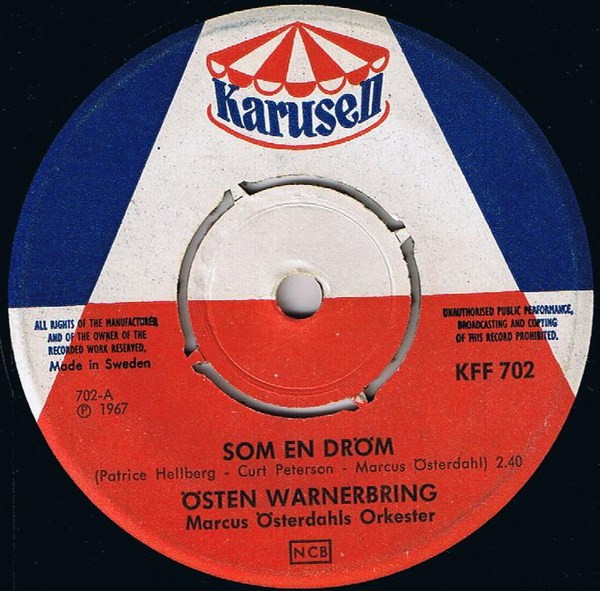 Karusell
ALL RIGHTS OF THE MANUFACTURER
AND OF THE OWNER OF THE
RECORDED WORK RESERVED.
Made in Sweden
UNAUTHORISED PUBLIC PERFORMANCE,
BROADCASTING AND COPYING
OF THIS RECORD PROHIBITED.
KFF 702
702-A
Ⓟ 1967
SOM EN DRÖM
(Patrice Hellberg - Curt Peterson - Marcus Österdahl) 2.40
ÖSTEN WARNERBRING
Marcus Österdahls Orkester
NCB